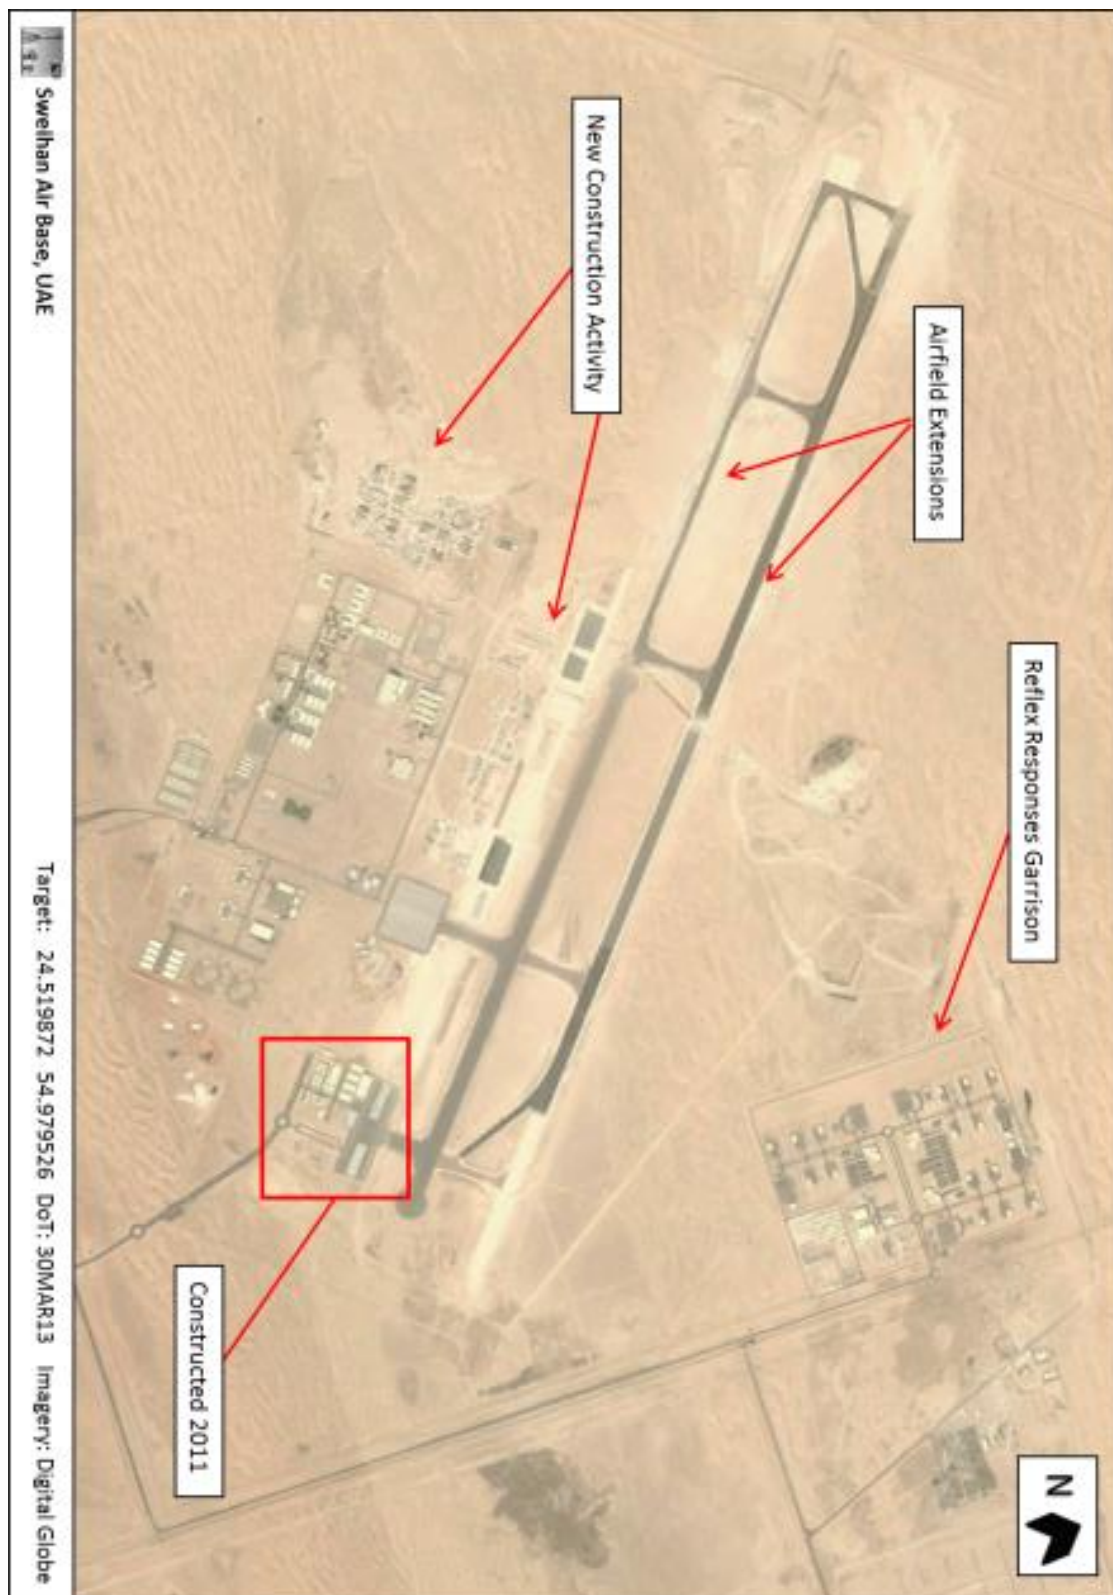 New Construction Activity
Airfield Extensions
Reflex Responses Garrison
Constructed 2011
N
Sweihan Air Base, UAE
Target: 24.519872 54.979526 DoT: 30MAR13 Imagery: Digital Globe